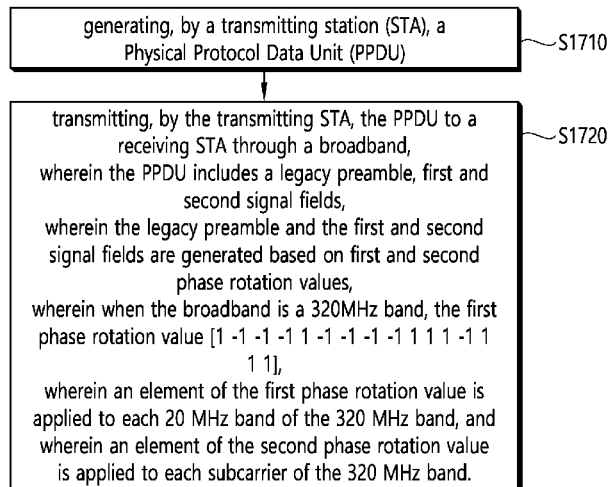 generating, by a transmitting station (STA), a
Physical Protocol Data Unit (PPDU)
S1710
transmitting, by the transmitting STA, the PPDU to a
receiving STA through a broadband,
wherein the PPDU includes a legacy preamble, first and
second signal fields,
wherein the legacy preamble and the first and second
signal fields are generated based on first and second
phase rotation values,
wherein when the broadband is a 320MHz band, the first
phase rotation value [1 -1 -1 -1 1 -1 -1 -1 -1 1 1 1 -1 1
1 1],
wherein an element of the first phase rotation value is
applied to each 20 MHz band of the 320 MHz band, and
wherein an element of the second phase rotation value
is applied to each subcarrier of the 320 MHz band.
S1720